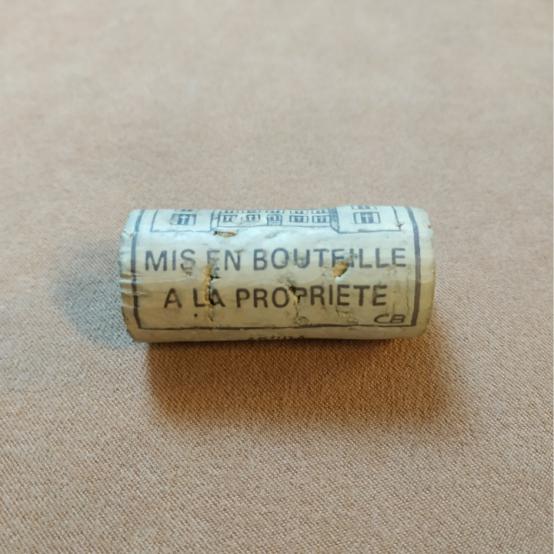 MIS EN BOUTEILLE
A LA PROPRIETE
CB